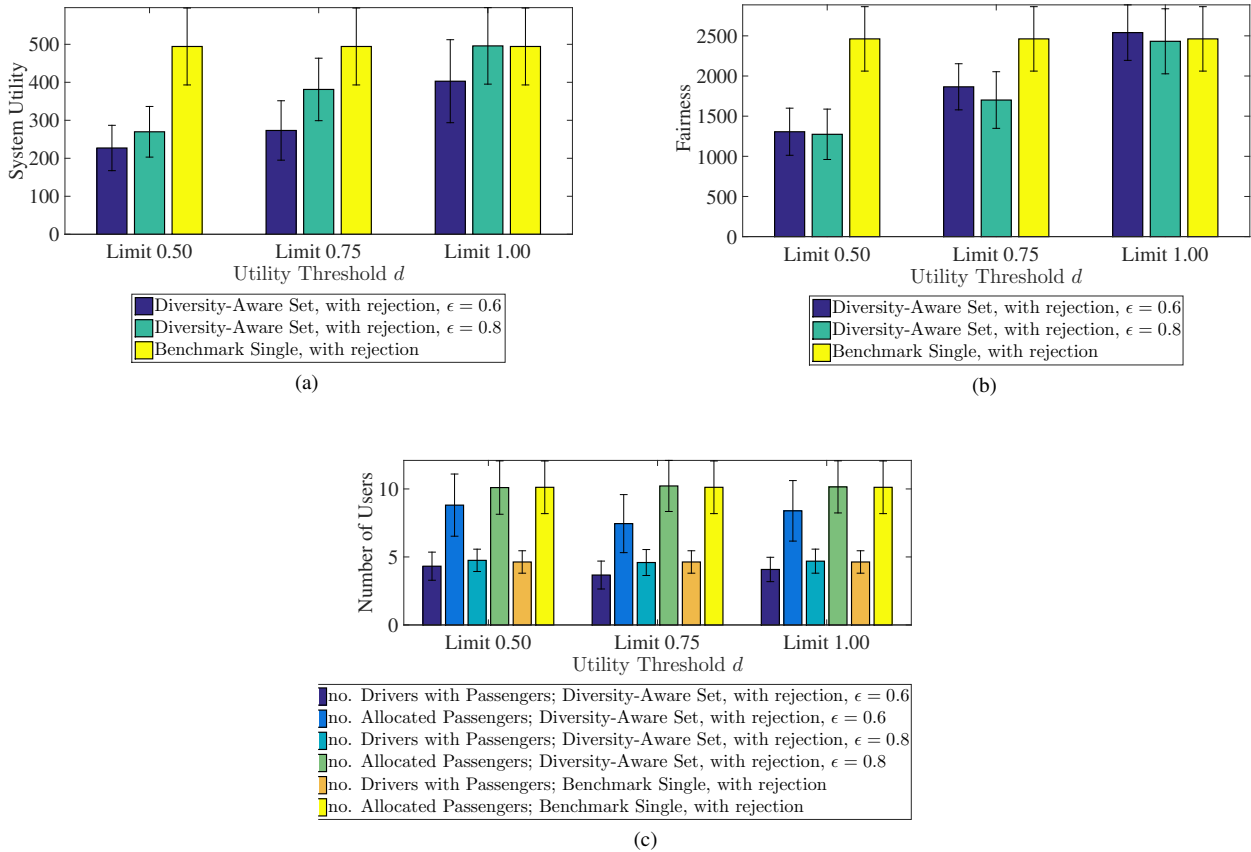 500
400
300
200
100
0
System Utility
Limit 0.50 Limit 0.75 Limit 1.00
Utility Threshold d
Diversity-Aware Set, with rejection, ϵ = 0.6
Diversity-Aware Set, with rejection, ϵ = 0.8
Benchmark Single, with rejection
(a)
2500
2000
1500
1000
500
0
Fairness
Limit 0.50 Limit 0.75 Limit 1.00
Utility Threshold d
Diversity-Aware Set, with rejection, ϵ = 0.6
Diversity-Aware Set, with rejection, ϵ = 0.8
Benchmark Single, with rejection
(b)
10
5
0
Number of Users
Limit 0.50 Limit 0.75 Limit 1.00
Utility Threshold d
no. Drivers with Passengers; Diversity-Aware Set, with rejection, ϵ = 0.6
no. Allocated Passengers; Diversity-Aware Set, with rejection, ϵ = 0.6
no. Drivers with Passengers; Diversity-Aware Set, with rejection, ϵ = 0.8
no. Allocated Passengers; Diversity-Aware Set, with rejection, ϵ = 0.8
no. Drivers with Passengers; Benchmark Single, with rejection
no. Allocated Passengers; Benchmark Single, with rejection
(c)